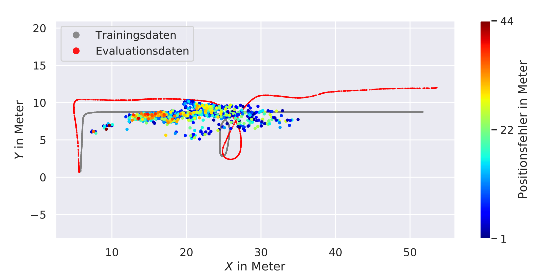 20
15
10
5
0
−5
Y in Meter
Trainingsdaten
Evaluationsdaten
10
20
30
40
50
X in Meter
44
22
1
Positionsfehler in Meter